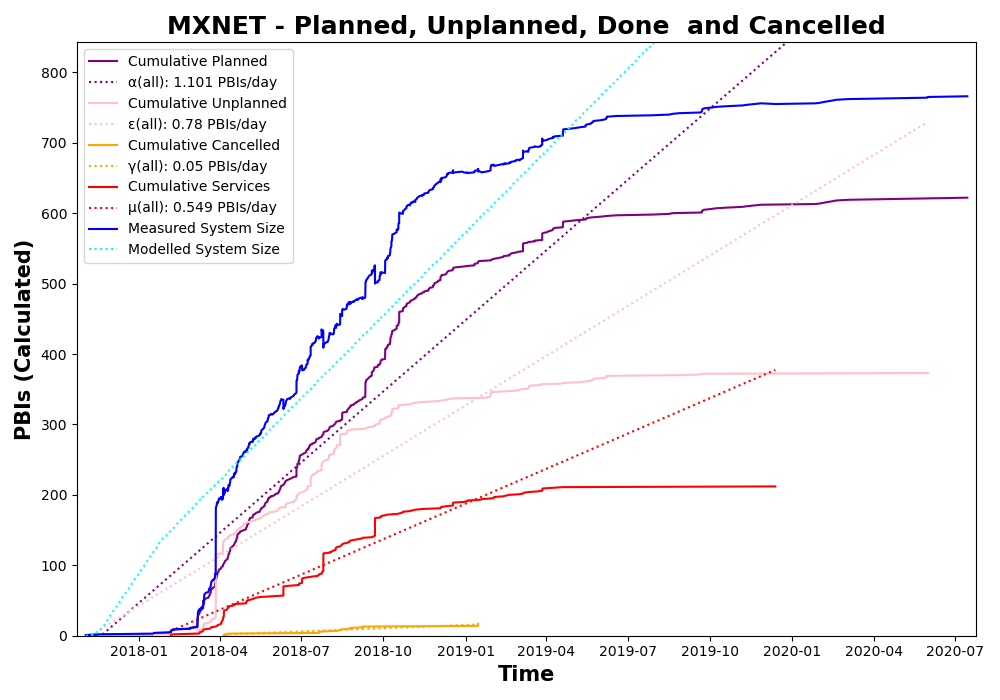 MXNET - Planned, Unplanned, Done  and Cancelled
PBIs (Calculated)
800
700
600
500
400
300
200
100
0
Cumulative Planned
α(all): 1.101 PBIs/day
Cumulative Unplanned
ε(all): 0.78 PBIs/day
Cumulative Cancelled
γ(all): 0.05 PBIs/day
Cumulative Services
μ(all): 0.549 PBIs/day
Measured System Size
Modelled System Size
2018-01 2018-04 2018-07 2018-10 2019-01 2019-04 2019-07 2019-10 2020-01 2020-04 2020-07
Time